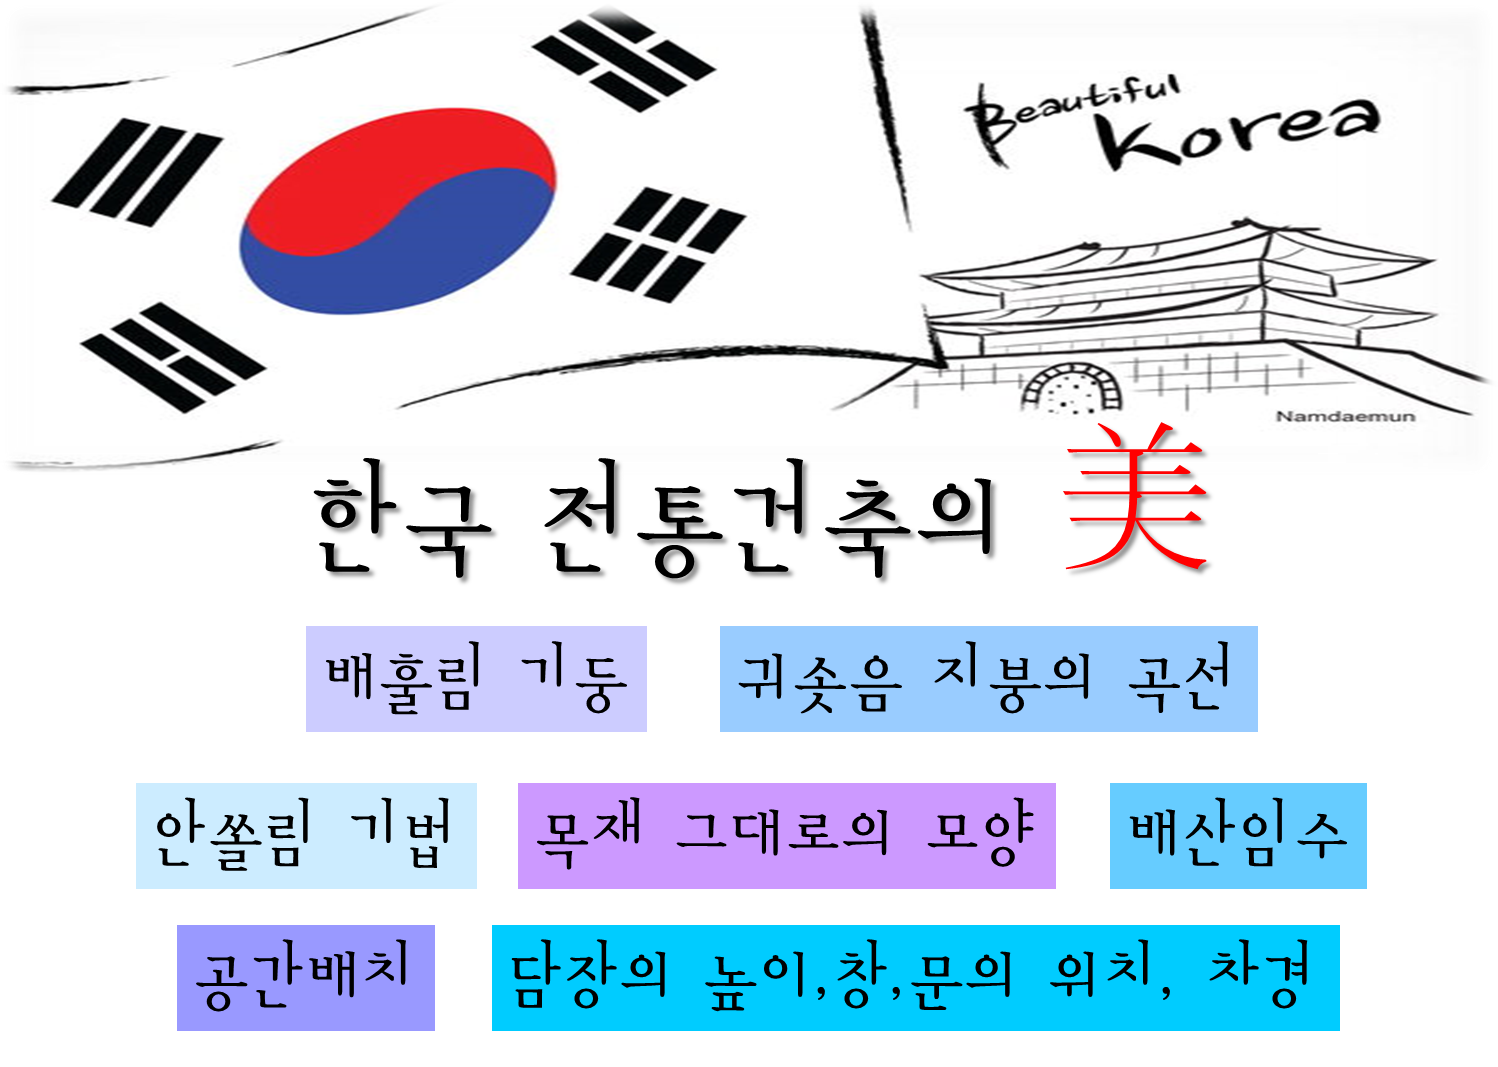 Beautiful
Korea
Namdaemun
한국 전통건축의 美
배흘림 기둥
귀솟음 지붕의 곡선
안쏠림 기법
목재 그대로의 모양
배산임수
공간배치
담장의 높이,창,문의 위치, 차경